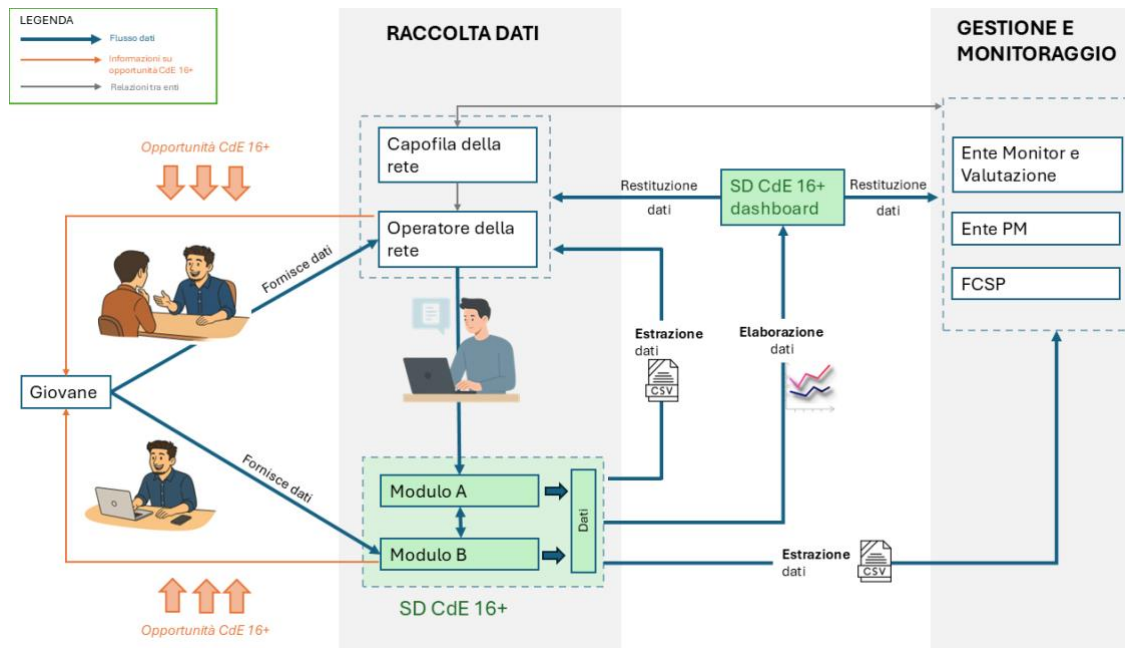 LEGENDA
Flusso dati
Informazioni su
opportunità CdE 16+
Relazioni tra enti
RACCOLTA DATI
GESTIONE E
MONITORAGGIO
Opportunità CdE 16+
Capofila della
rete
Operatore della
rete
Restituzione
dati
SD CdE 16+
dashboard
Restituzione
dati
Ente Monitor e
Valutazione
Ente PM
FCSP
Fornisce dati
Estrazione
dati
CSV
Elaborazione
dati
Giovane
Fornisce dati
Modulo A
Modulo B
Dati
SD CdE 16+
Estrazione
dati
CSV
Opportunità CdE 16+